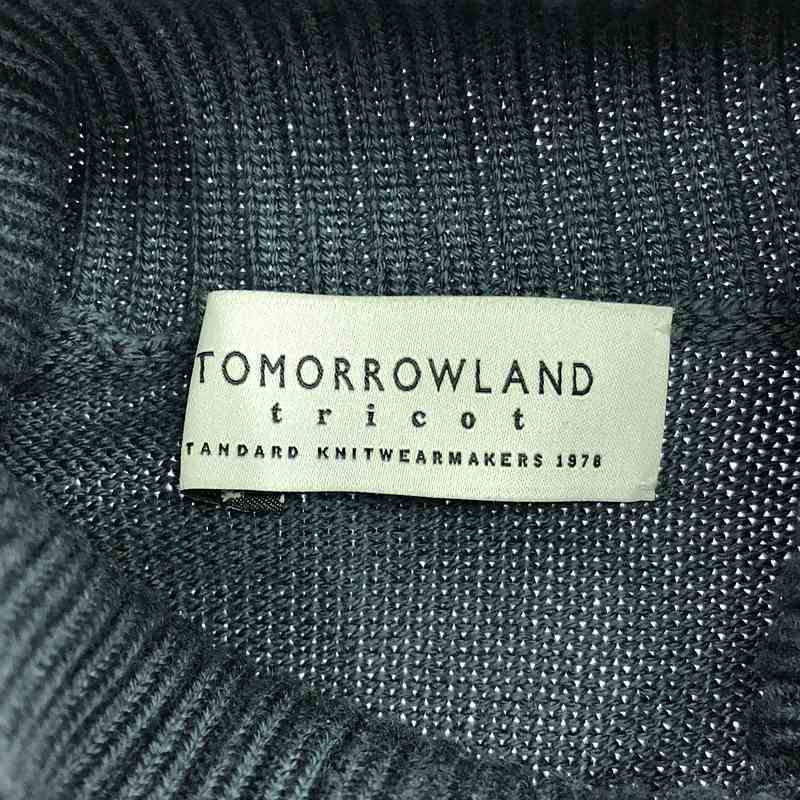 TOMORROWLAND
tricot
TANDARD KNITWEARMAKERS 1978